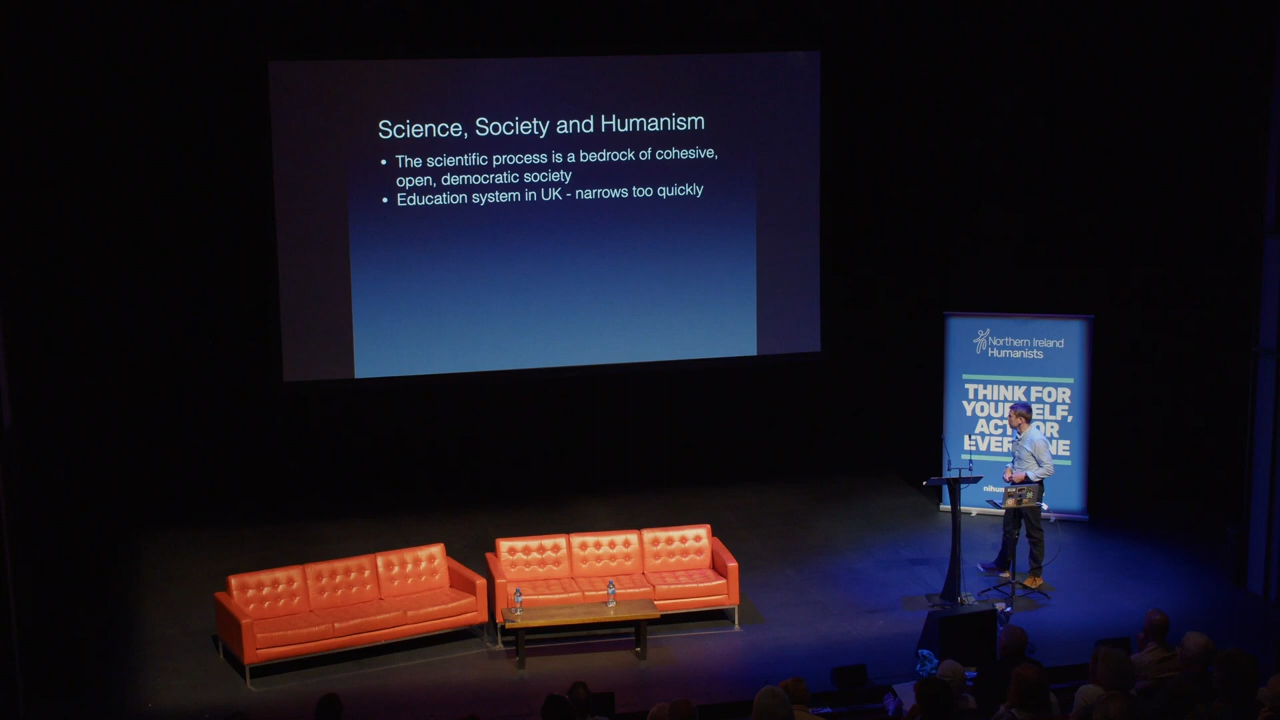 Science, Society and Humanism
• The scientific process is a bedrock of cohesive,
open, democratic society
• Education system in UK - narrows too quickly
Northern Ireland
Humanists
THINK FOR
YOURSELF,
ACT FOR
EVERYONE